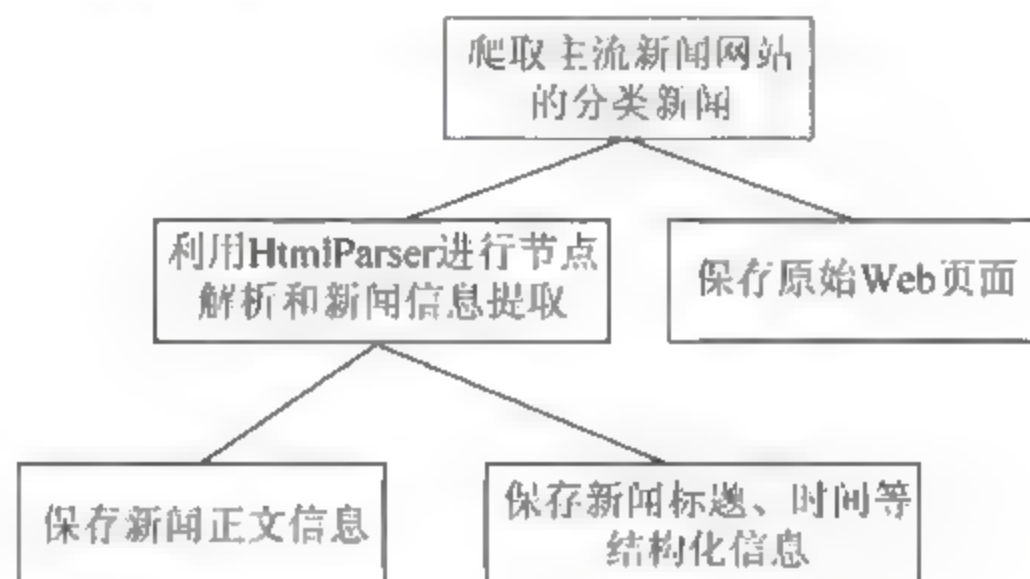 爬取主流新闻网站
的分类新闻
利用HtmlParser进行节点
解析和新闻信息提取
保存原始Web页面
保存新闻正文信息
保存新闻标题、时间等
结构化信息